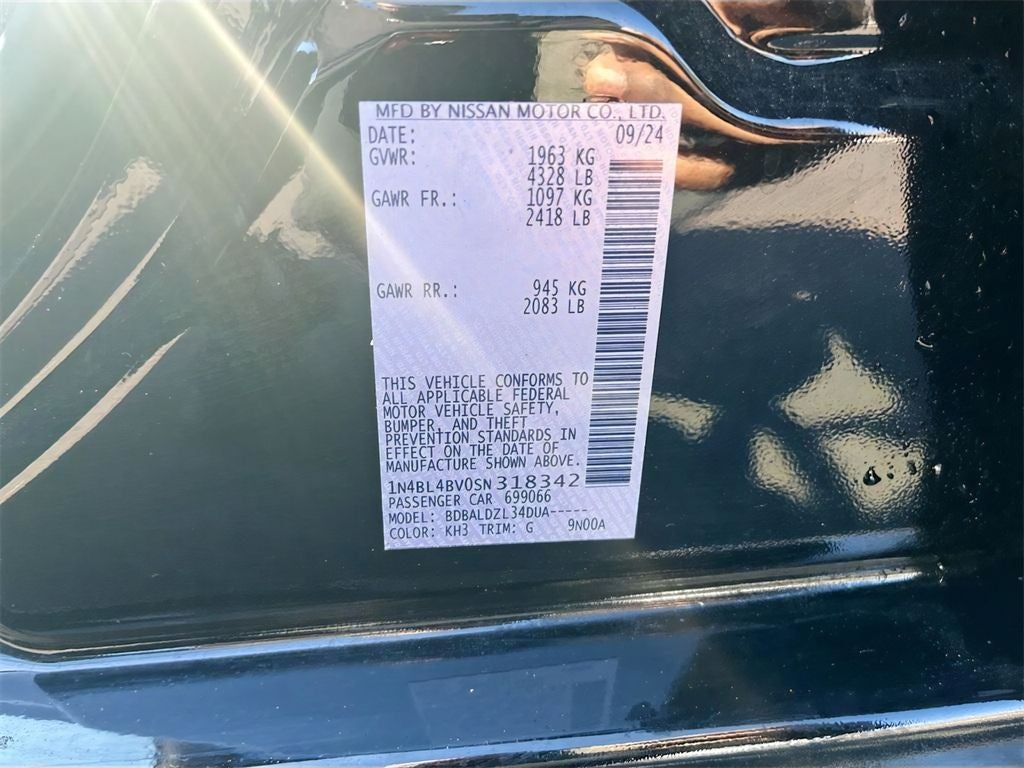 MFD BY NISSAN MOTOR CO., LTD.
DATE: 09/24
GVWR: 1963 KG
4328 LB
GAWR FR.: 1097 KG
2418 LB
GAWR RR.: 945 KG
2083 LB
THIS VEHICLE CONFORMS TO
ALL APPLICABLE FEDERAL
MOTOR VEHICLE SAFETY,
BUMPER, AND THEFT
PREVENTION STANDARDS IN
EFFECT ON THE DATE OF
MANUFACTURE SHOWN ABOVE.
1N4BL4BV0SN318342
PASSENGER CAR 699066
MODEL: BDBALDZL34DUA-----
COLOR: KH3 TRIM: G 9N00A